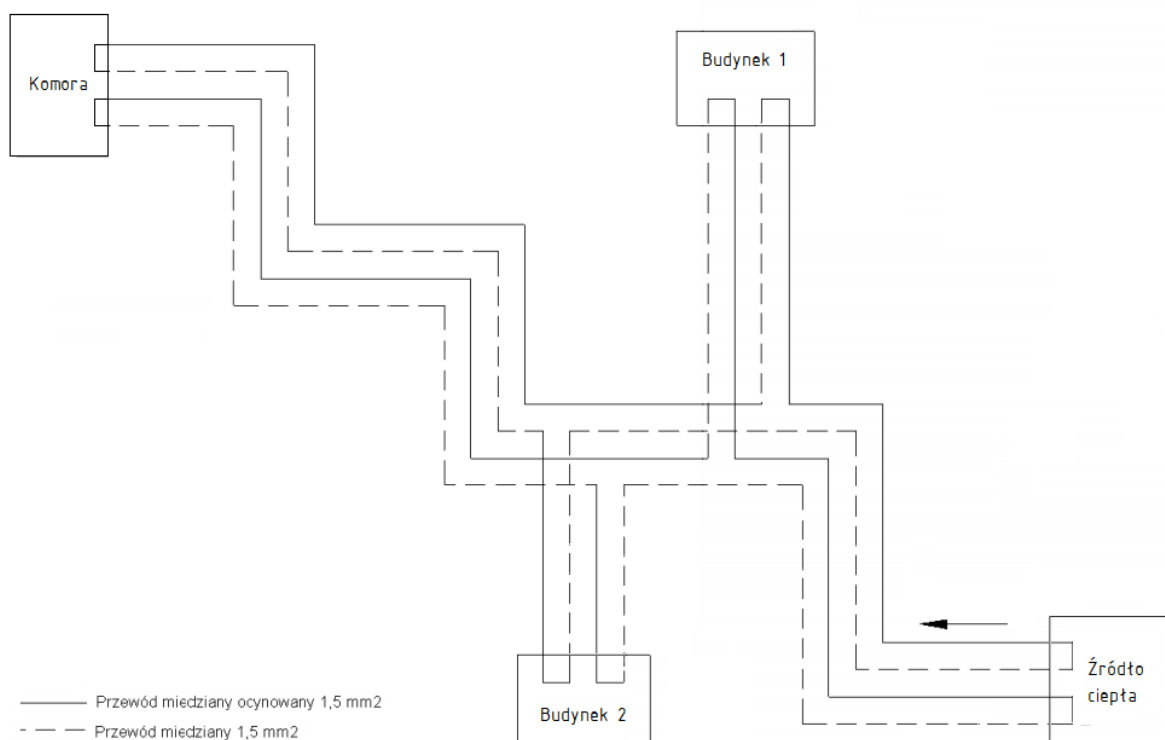 Komora
Budynek 1
Źródło
ciepła
Budynek 2
Przewód miedziany ocynowany 1,5 mm2
Przewód miedziany 1,5 mm2